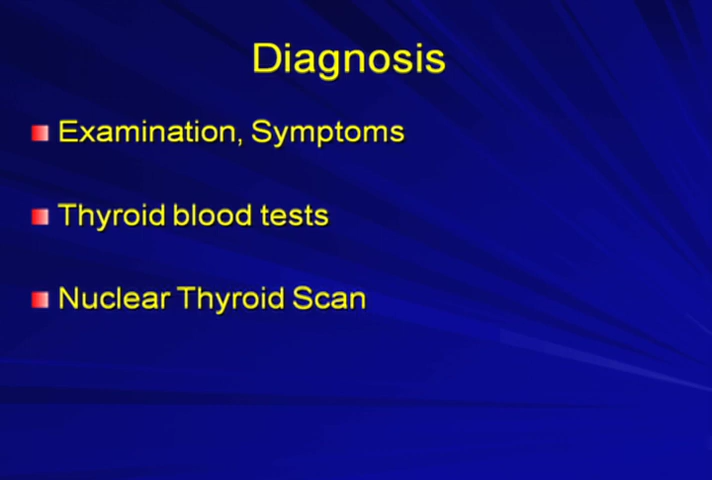 Diagnosis
Examination, Symptoms
Thyroid blood tests
Nuclear Thyroid Scan